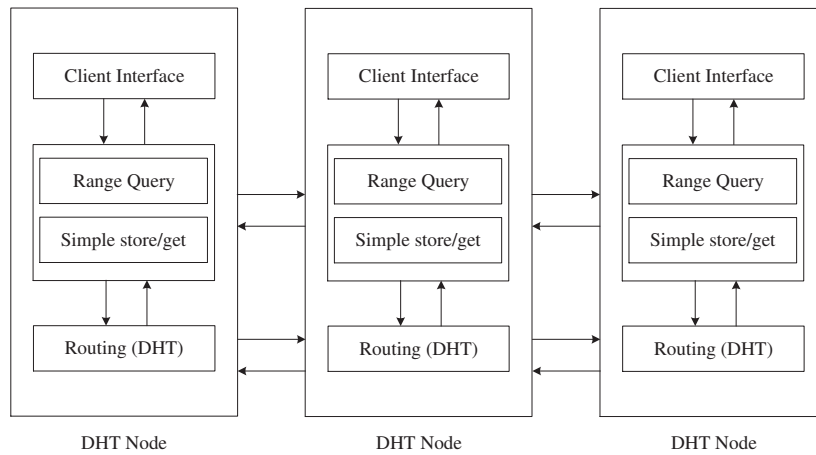 Client Interface
Range Query
Simple store/get
Routing (DHT)
DHT Node
Client Interface
Range Query
Simple store/get
Routing (DHT)
DHT Node
Client Interface
Range Query
Simple store/get
Routing (DHT)
DHT Node